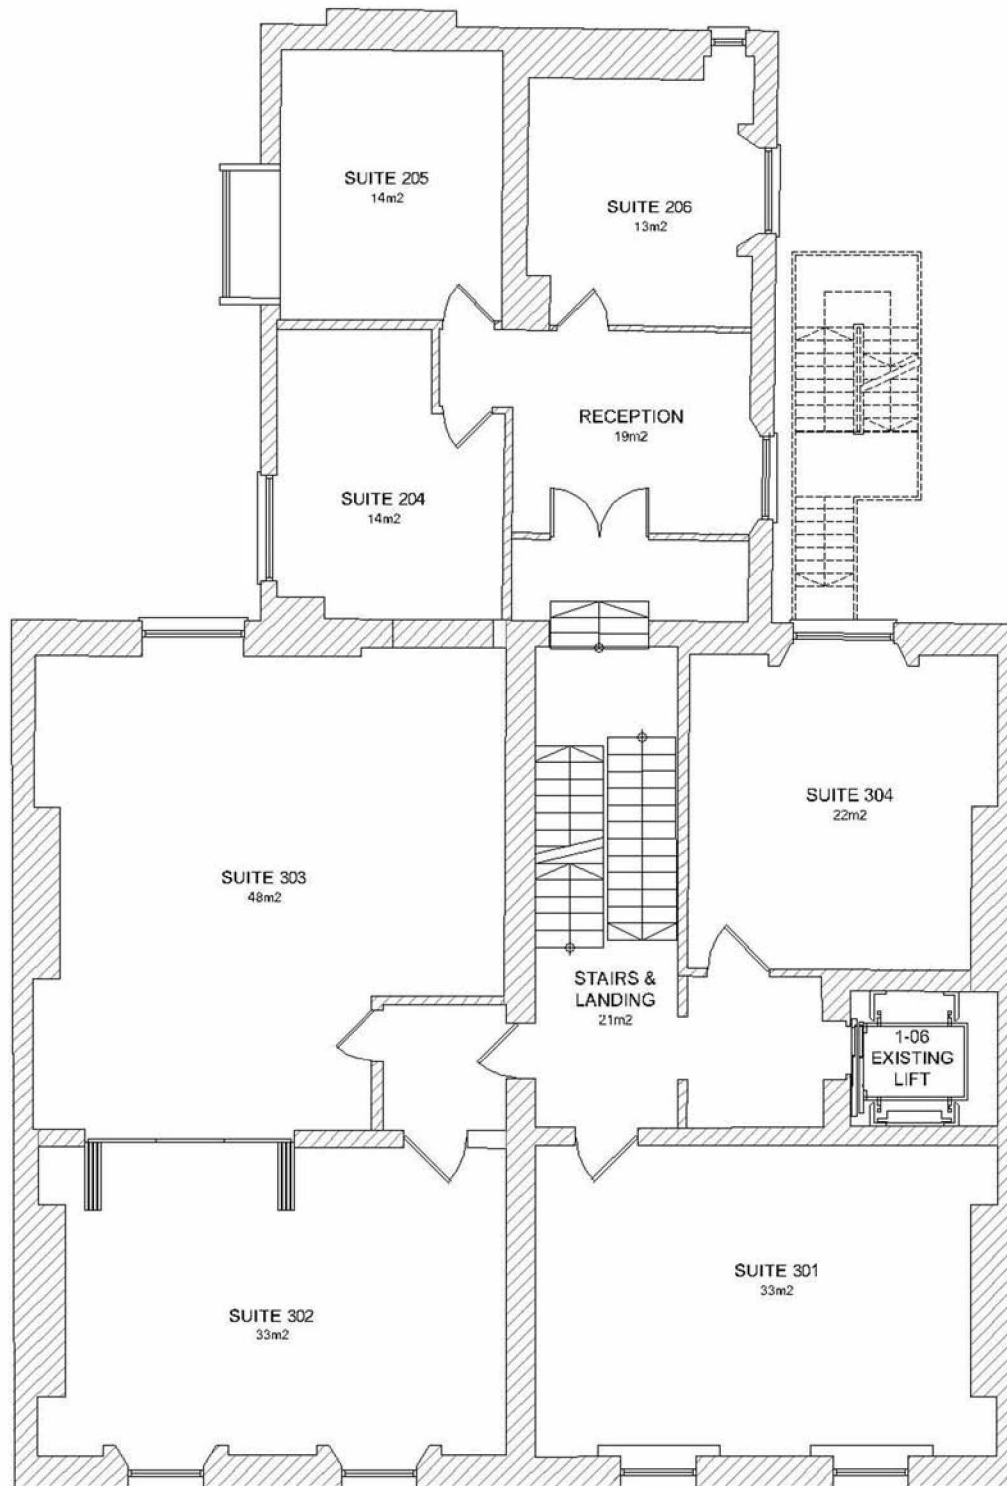 SUITE 205
14m2
SUITE 206
13m2
RECEPTION
19m2
SUITE 204
14m2
SUITE 304
22m2
SUITE 303
48m2
STAIRS &
LANDING
21m2
1-06
EXISTING
LIFT
SUITE 301
33m2
SUITE 302
33m2